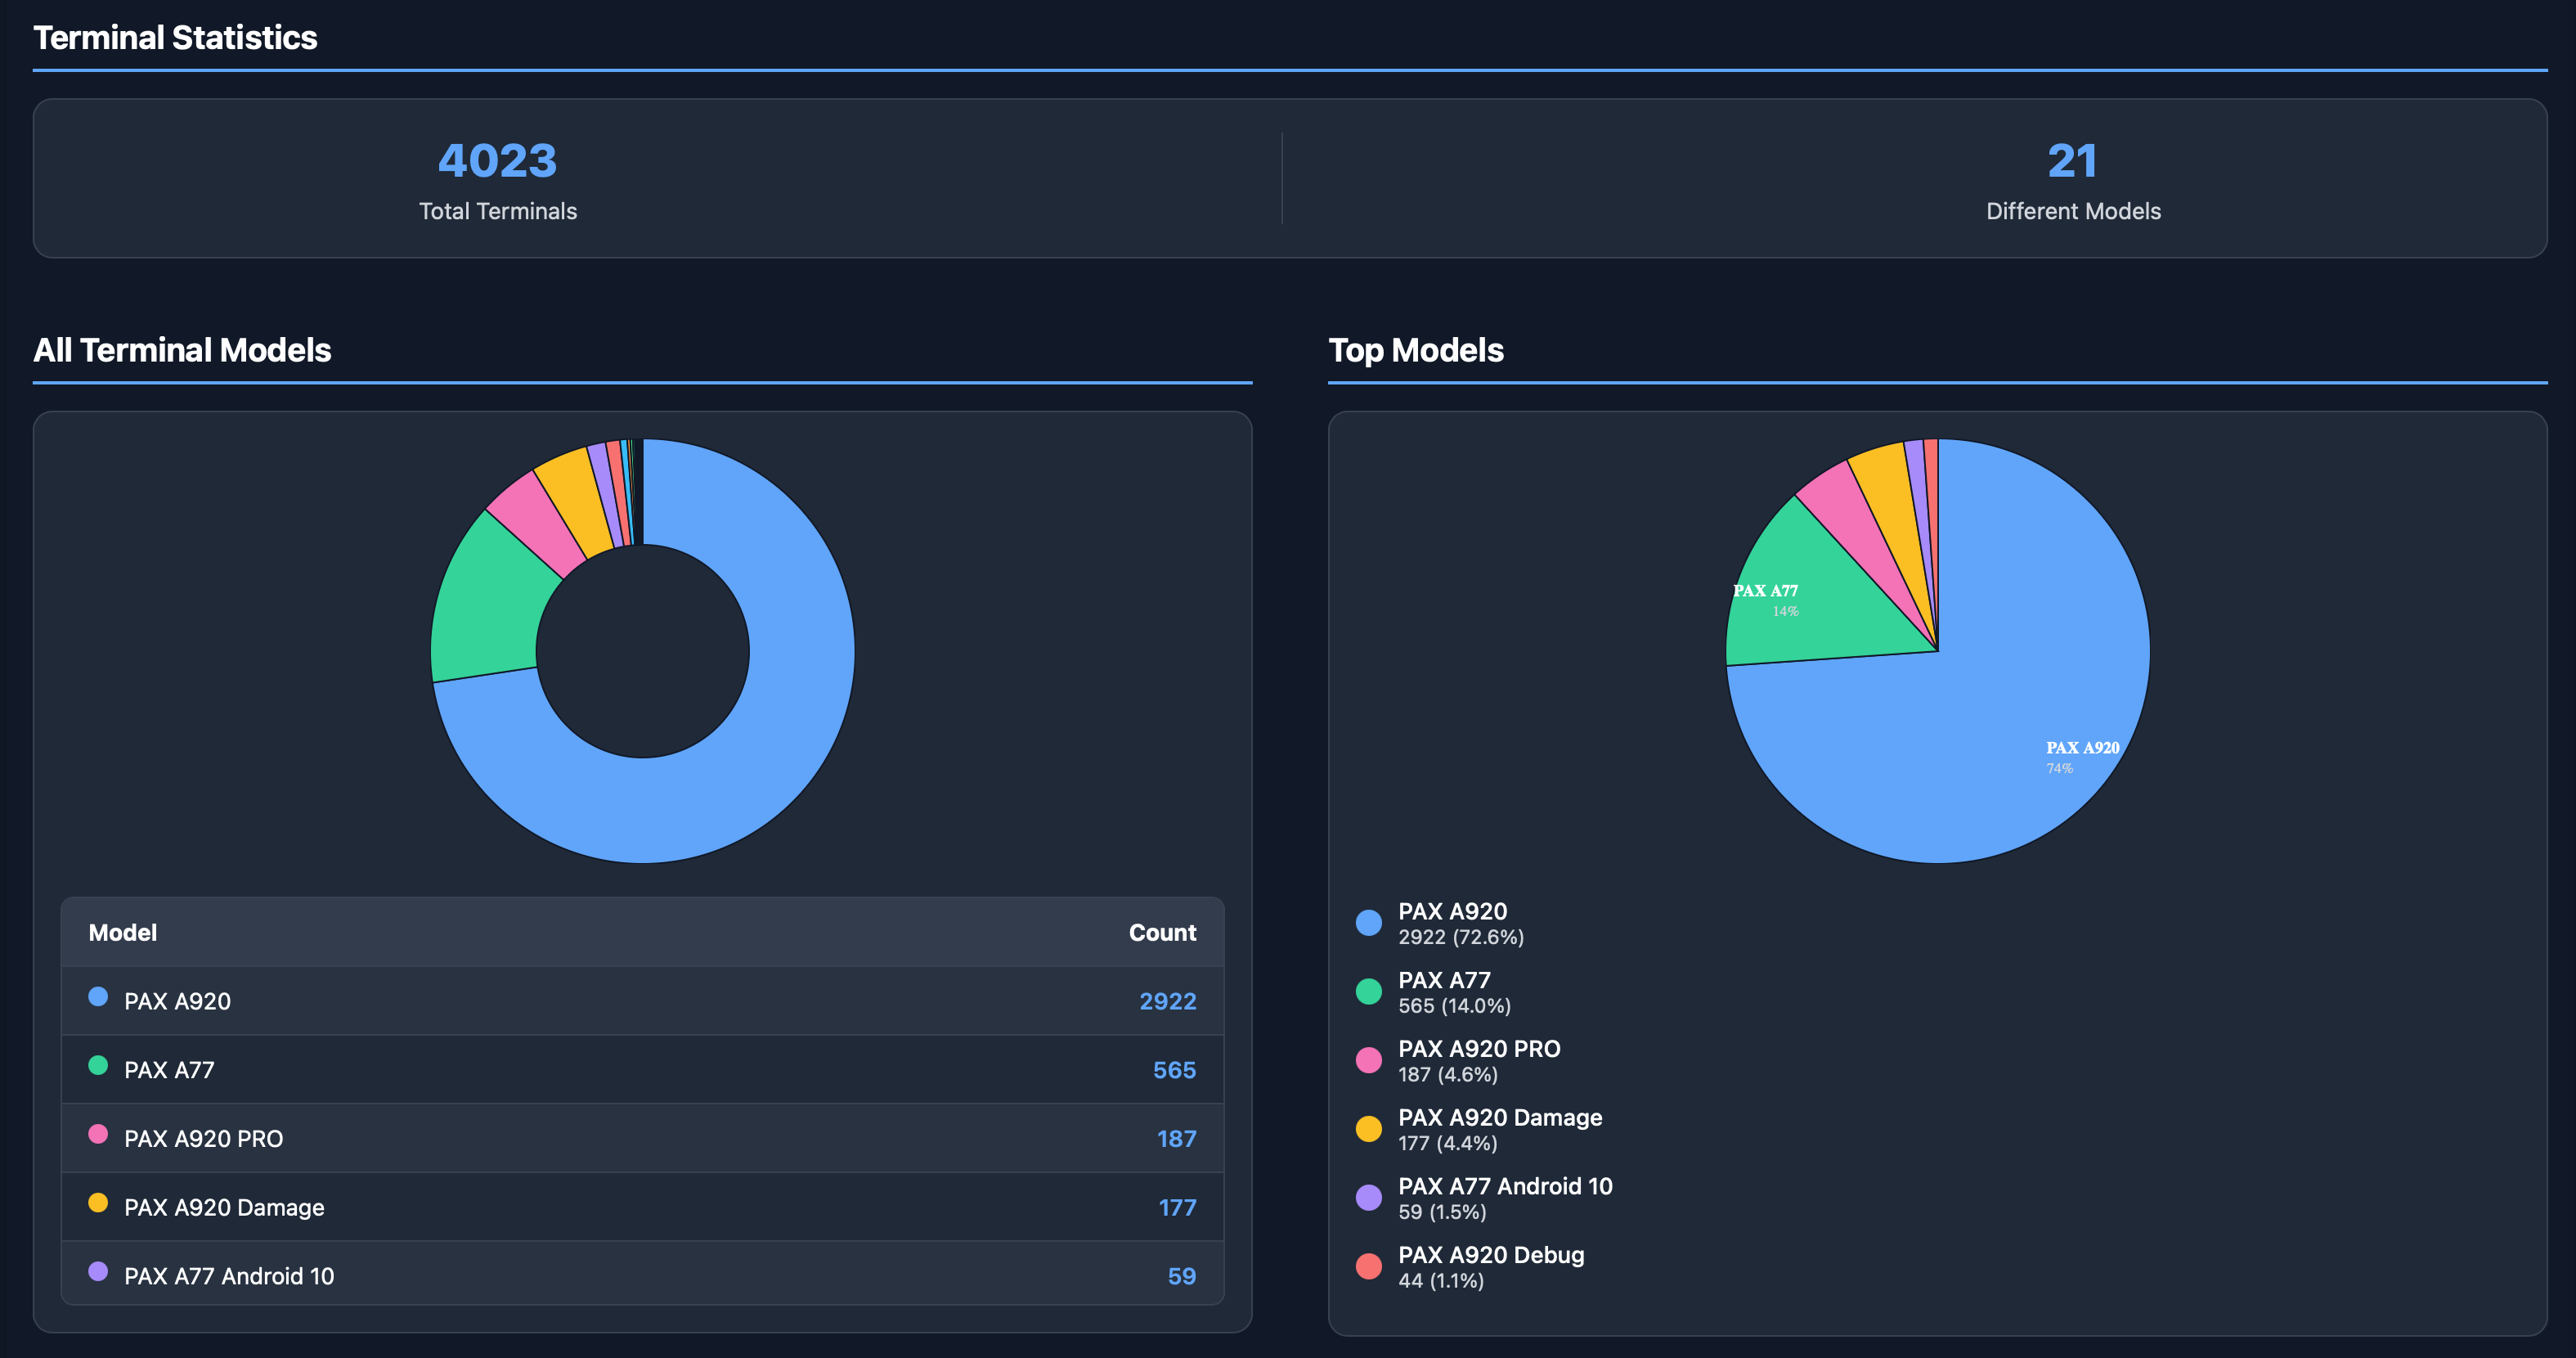 Terminal Statistics
4023
Total Terminals
21
Different Models
All Terminal Models
Model Count
PAX A920 2922
PAX A77 565
PAX A920 PRO 187
PAX A920 Damage 177
PAX A77 Android 10 59
Top Models
PAX A77
14%
PAX A920
74%
PAX A920
2922 (72.6%)
PAX A77
565 (14.0%)
PAX A920 PRO
187 (4.6%)
PAX A920 Damage
177 (4.4%)
PAX A77 Android 10
59 (1.5%)
PAX A920 Debug
44 (1.1%)